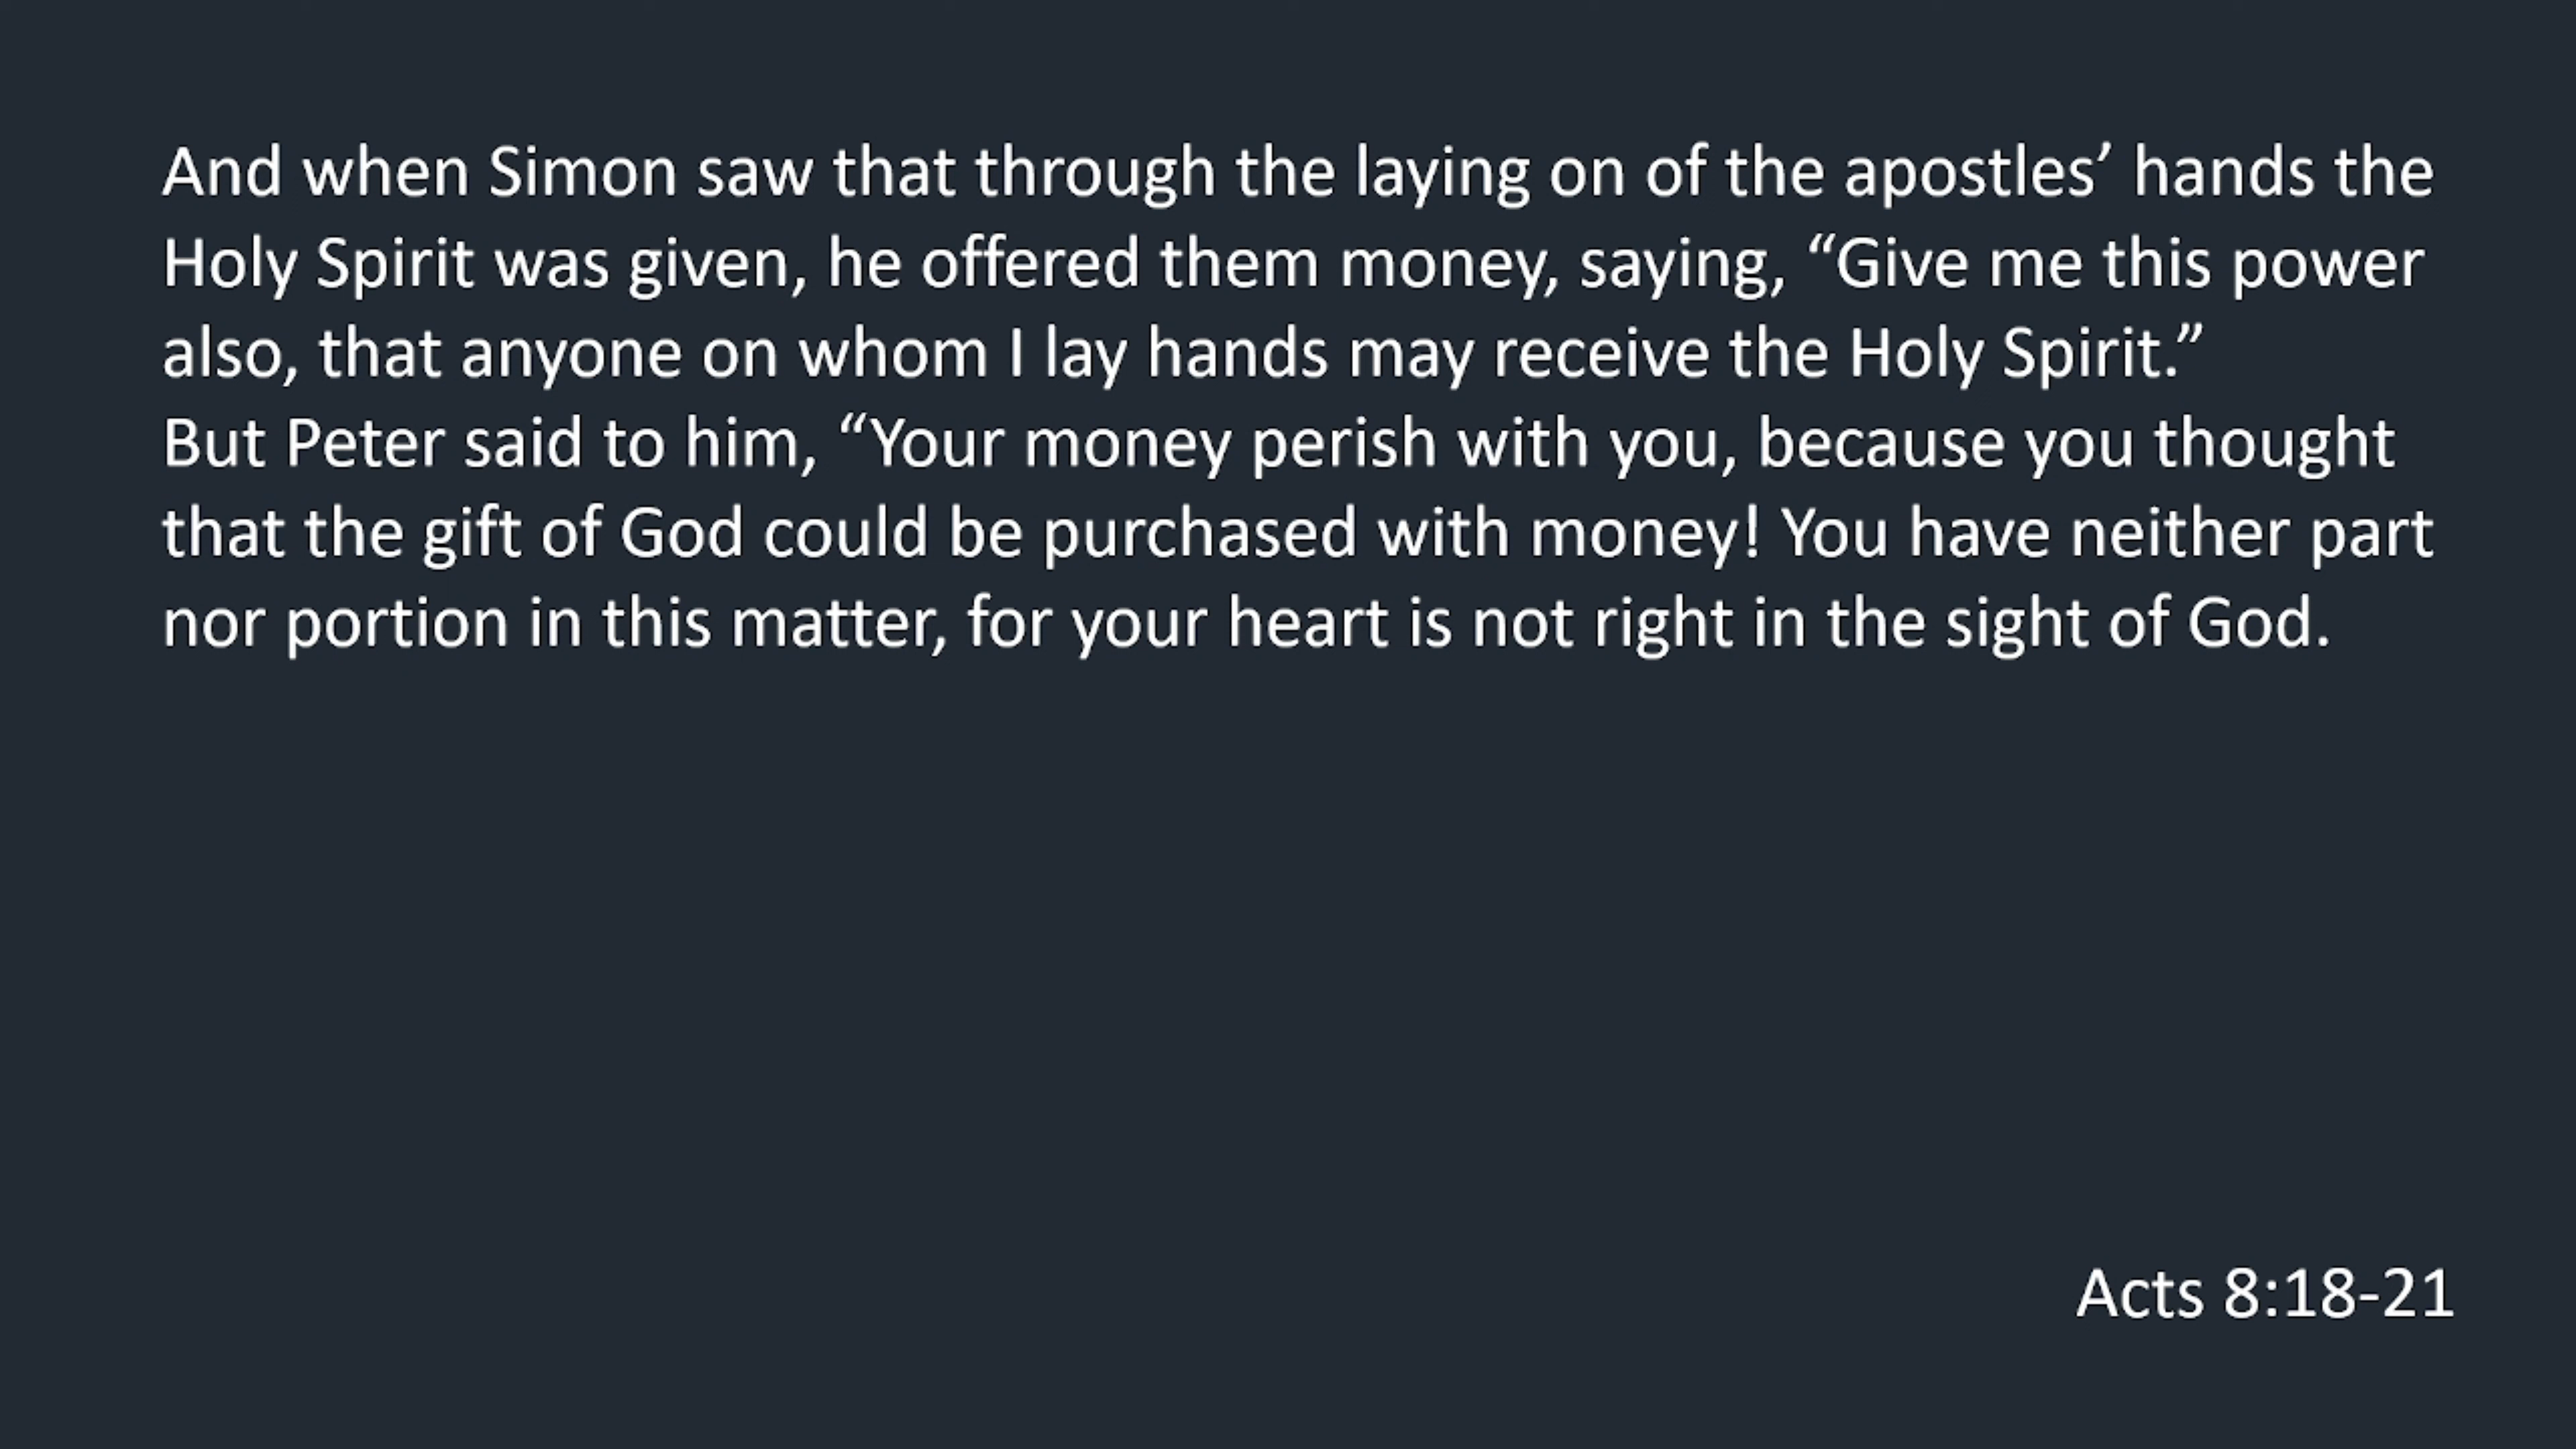 And when Simon saw that through the laying on of the apostles’ hands the
Holy Spirit was given, he offered them money, saying, “Give me this power
also, that anyone on whom I lay hands may receive the Holy Spirit.”
But Peter said to him, “Your money perish with you, because you thought
that the gift of God could be purchased with money! You have neither part
nor portion in this matter, for your heart is not right in the sight of God.
Acts 8:18-21